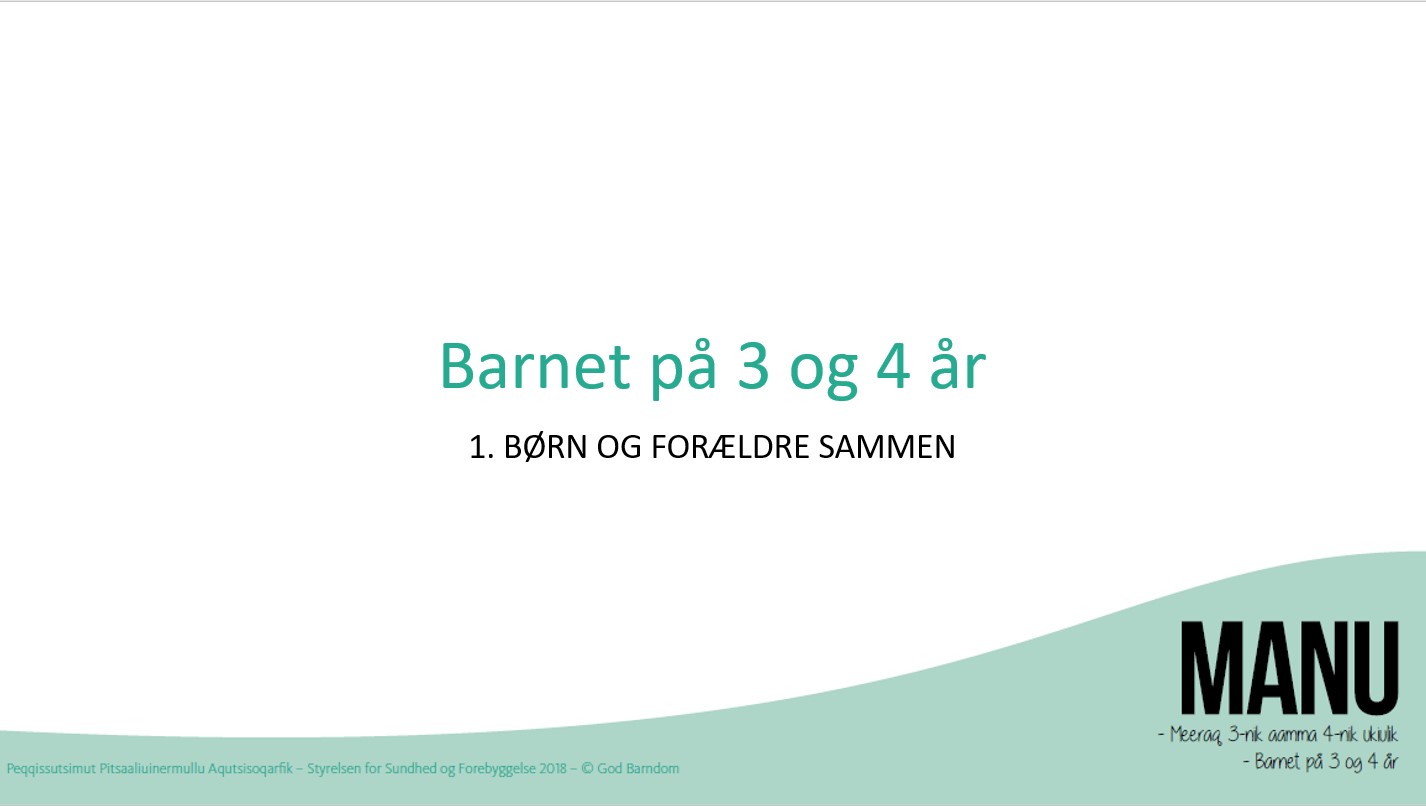 Barnet på 3 og 4 år
1. BØRN OG FORÆLDRE SAMMEN
MANU
- Meeraq 3-nik aamma 4-nik ukiulik
- Barnet på 3 og 4 år
Peqqissutsimut Pitsaaliuinermullu Aqutsisoqarfik – Styrelsen for Sundhed og Forebyggelse 2018 – © God Barndom